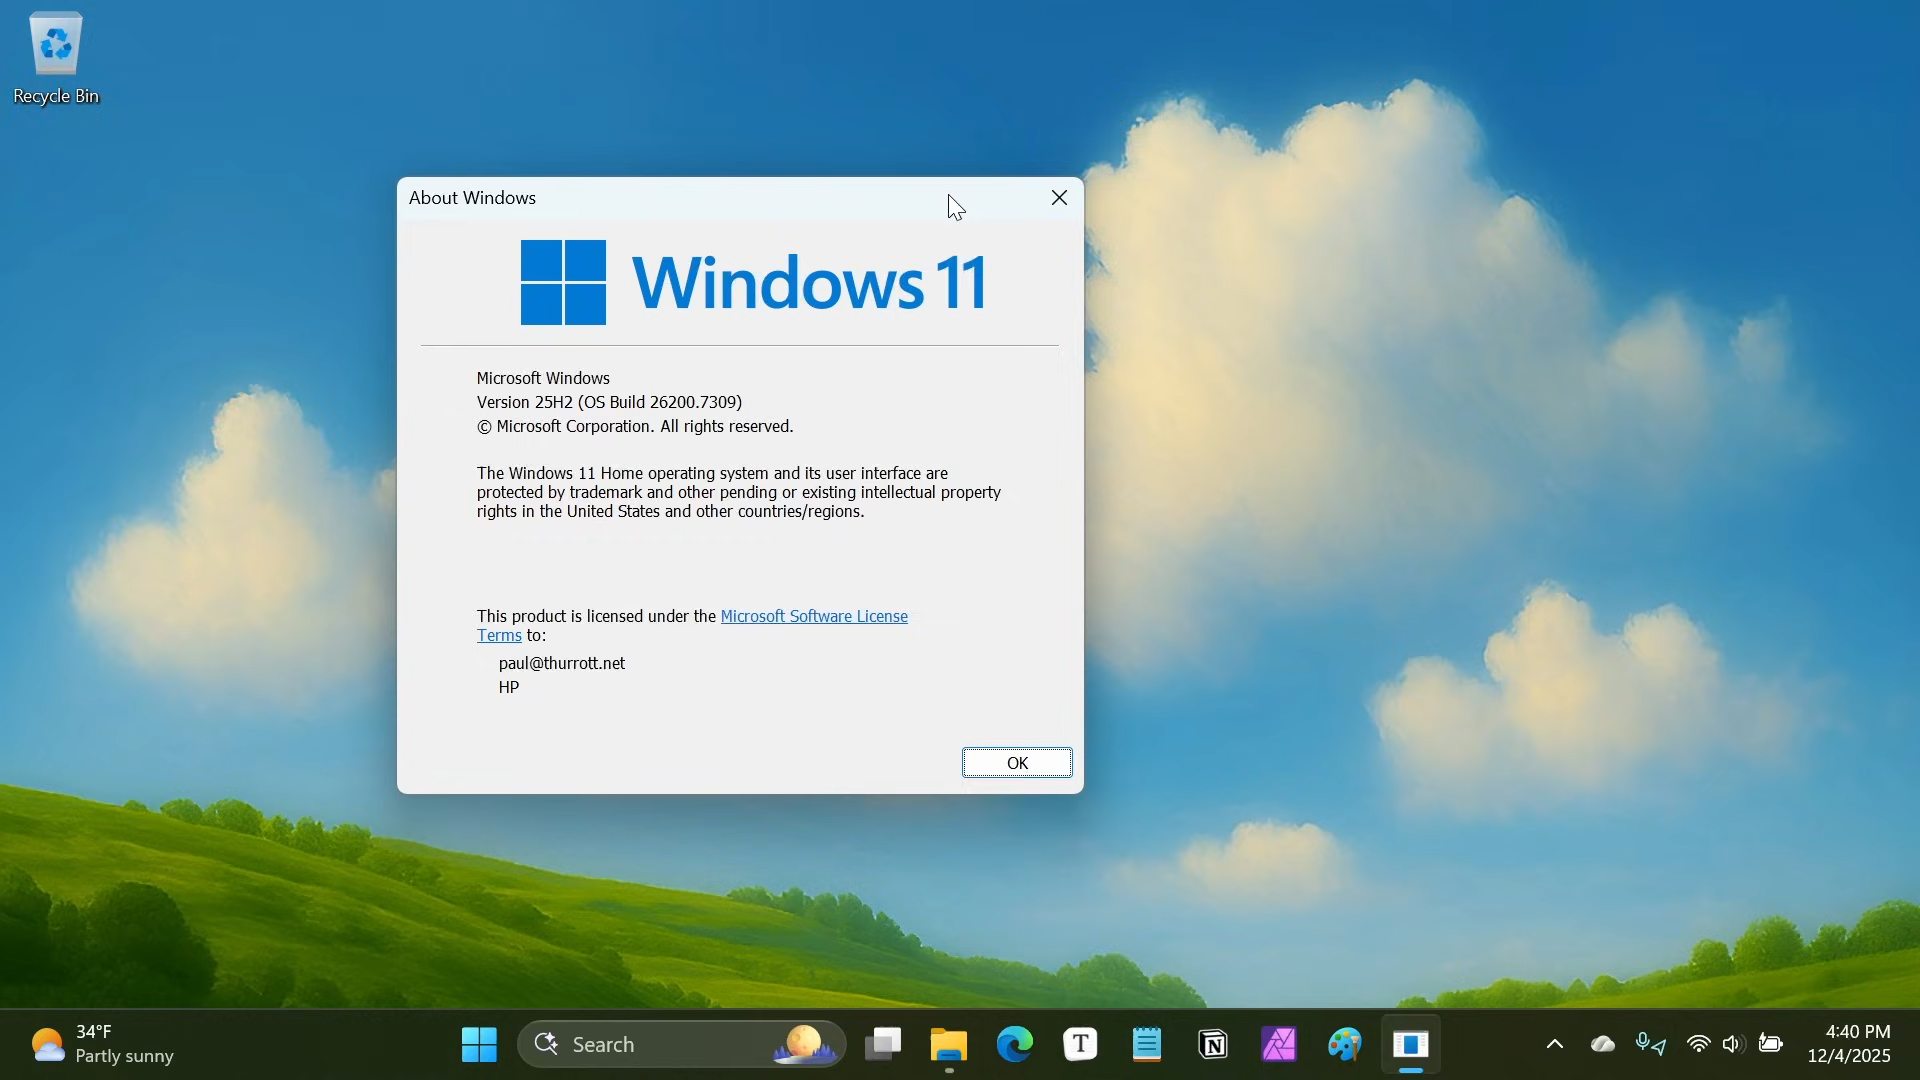 Recycle Bin
About Windows
Windows 11
Microsoft Windows
Version 25H2 (OS Build 26200.7309)
© Microsoft Corporation. All rights reserved.
The Windows 11 Home operating system and its user interface are
protected by trademark and other pending or existing intellectual property
rights in the United States and other countries/regions.
This product is licensed under the Microsoft Software License
Terms to:
paul@thurrott.net
HP
OK
34°F
Partly sunny
Search
T
N
4:40 PM
12/4/2025